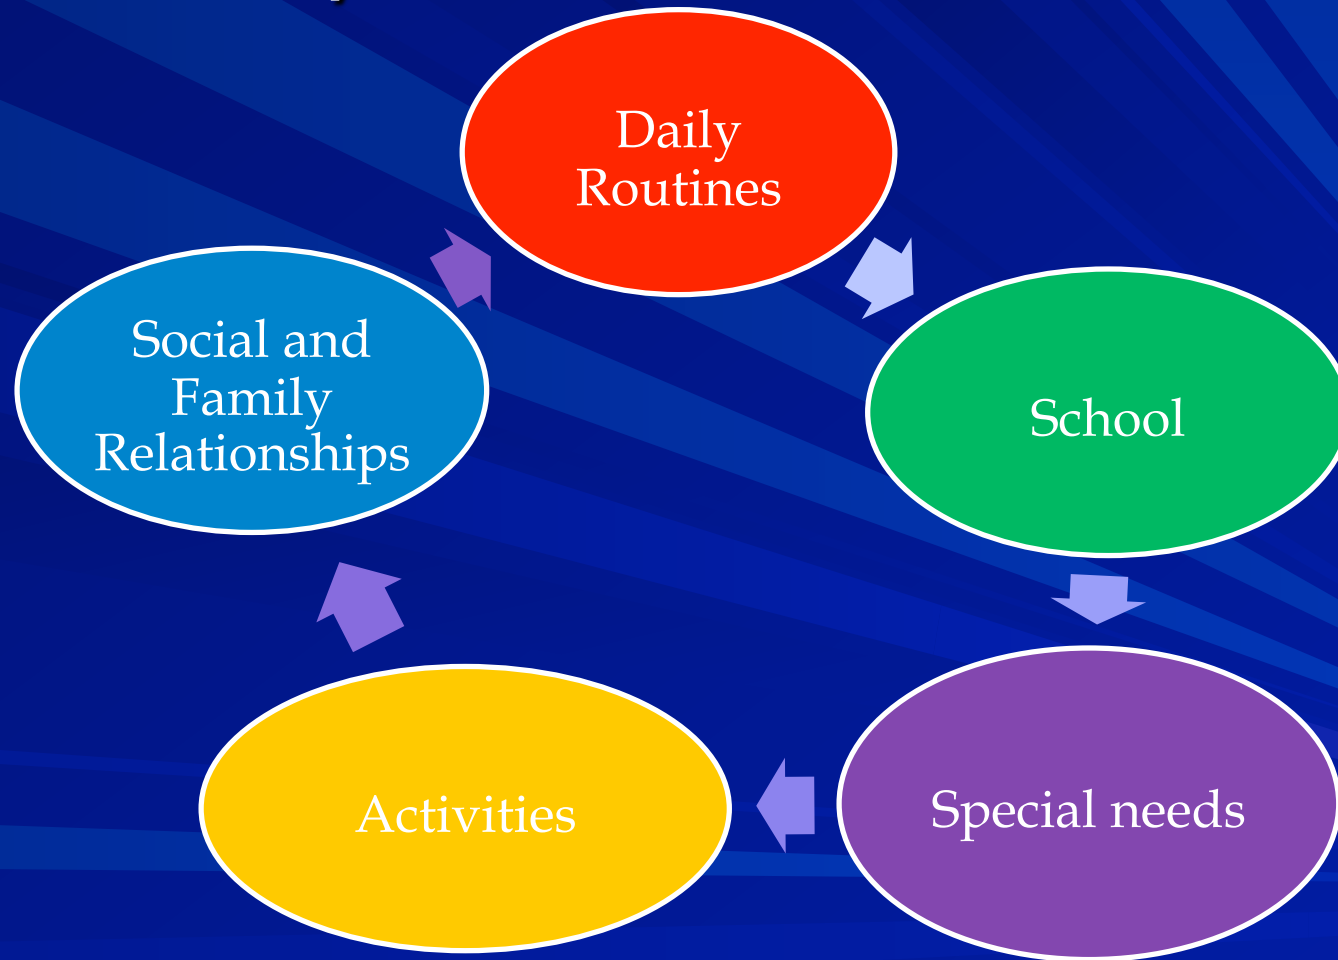 Daily
Routines
School
Special needs
Activities
Social and
Family
Relationships